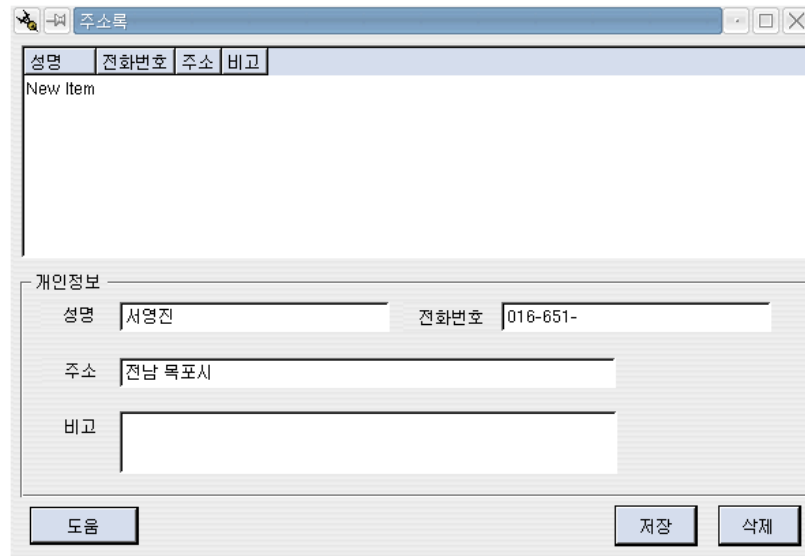 주소록
성명 전화번호 주소 비고
New Item
개인정보
성명 서영진 전화번호 016-651-
주소 전남 목포시
비고
도움 저장 삭제